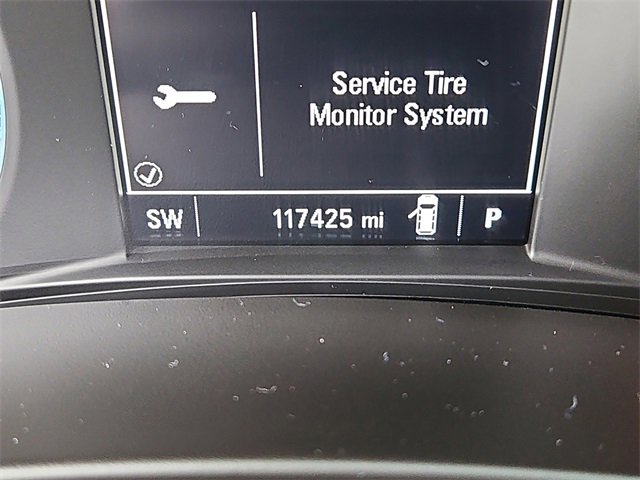 Service Tire
Monitor System
SW 117425 mi P